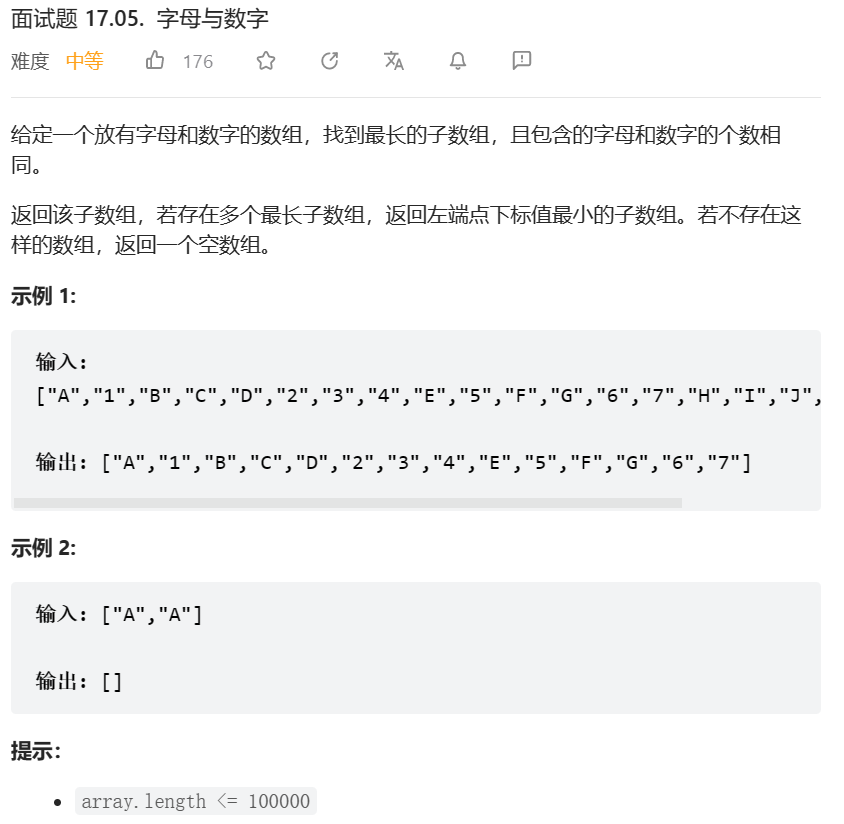 面试题 17.05. 字母与数字
难度 中等 176
给定一个放有字母和数字的数组，找到最长的子数组，且包含的字母和数字的个数相
同。
返回该子数组，若存在多个最长子数组，返回左端点下标值最小的子数组。若不存在这
样的数组，返回一个空数组。
示例 1:
输入:
["A","1","B","C","D","2","3","4","E","5","F","G","6","7","H","I","J",
输出: ["A","1","B","C","D","2","3","4","E","5","F","G","6","7"]
示例 2:
输入: ["A","A"]
输出: []
提示:
array.length <= 100000